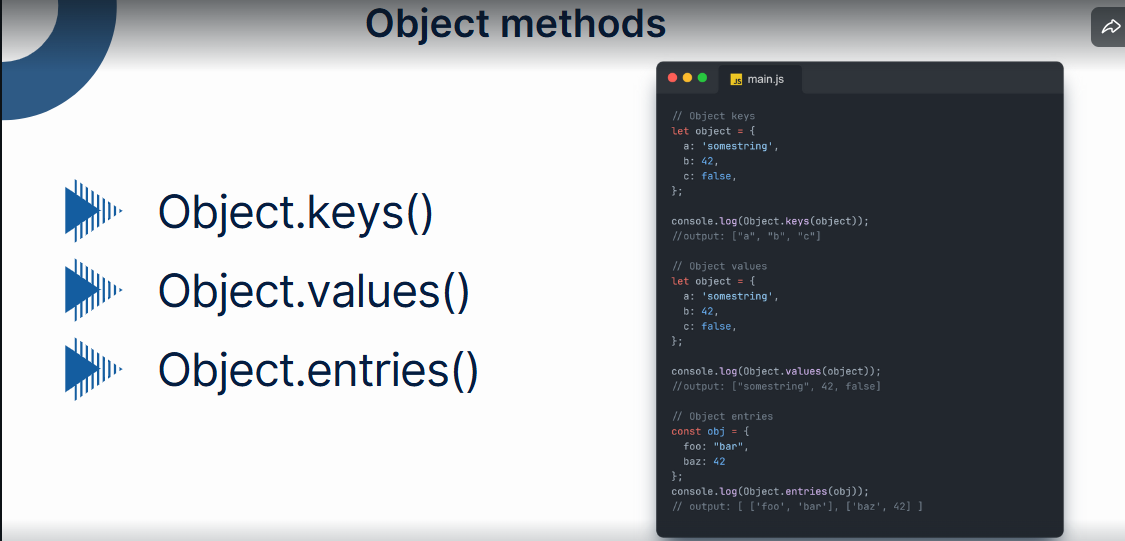 Object methods
Object.keys()
Object.values()
Object.entries()
JS main.js
// Object keys
let object = {
  a: 'somestring',
  b: 42,
  c: false,
};
console.log(Object.keys(object));
//output: ["a", "b", "c"]
// Object values
let object = {
  a: 'somestring',
  b: 42,
  c: false,
};
console.log(Object.values(object));
//output: ["somestring", 42, false]
// Object entries
const obj = {
  foo: "bar",
  baz: 42
};
console.log(Object.entries(obj));
// output: [ ['foo', 'bar'], ['baz', 42] ]